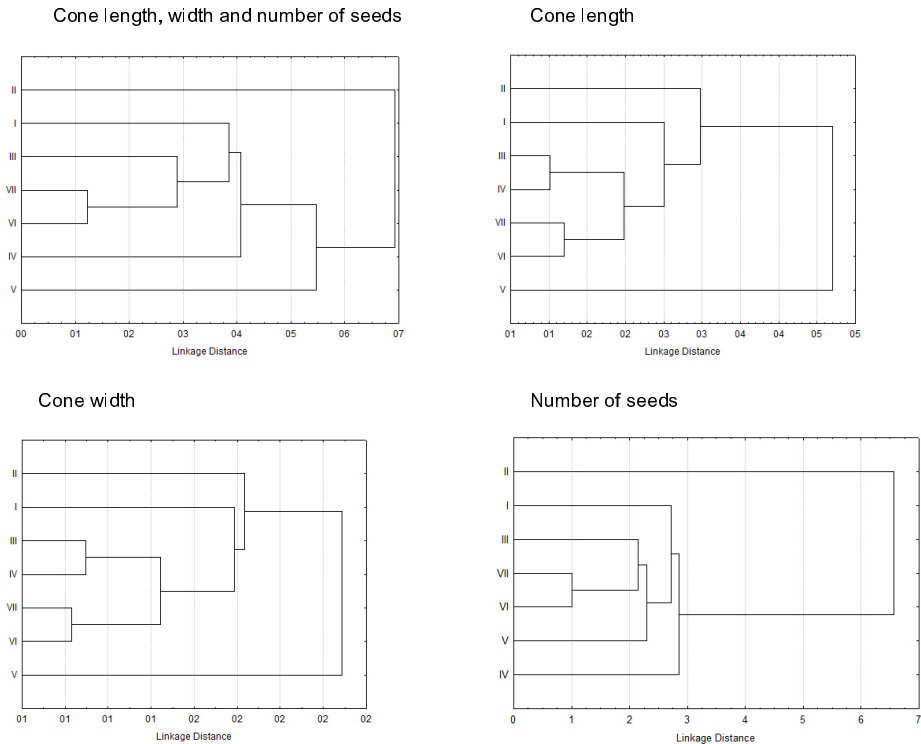 Cone length, width and number of seeds
II
I
III
VII
VI
IV
V
00 01 02 03 04 05 06 07
Linkage Distance
Cone length
II
I
III
IV
VII
VI
V
01 01 02 02 03 03 04 04 05 05
Linkage Distance
Cone width
II
I
III
IV
VII
VI
V
01 01 01 01 02 02 02 02 02
Linkage Distance
Number of seeds
II
I
III
VII
VI
V
IV
0 1 2 3 4 5 6 7
Linkage Distance